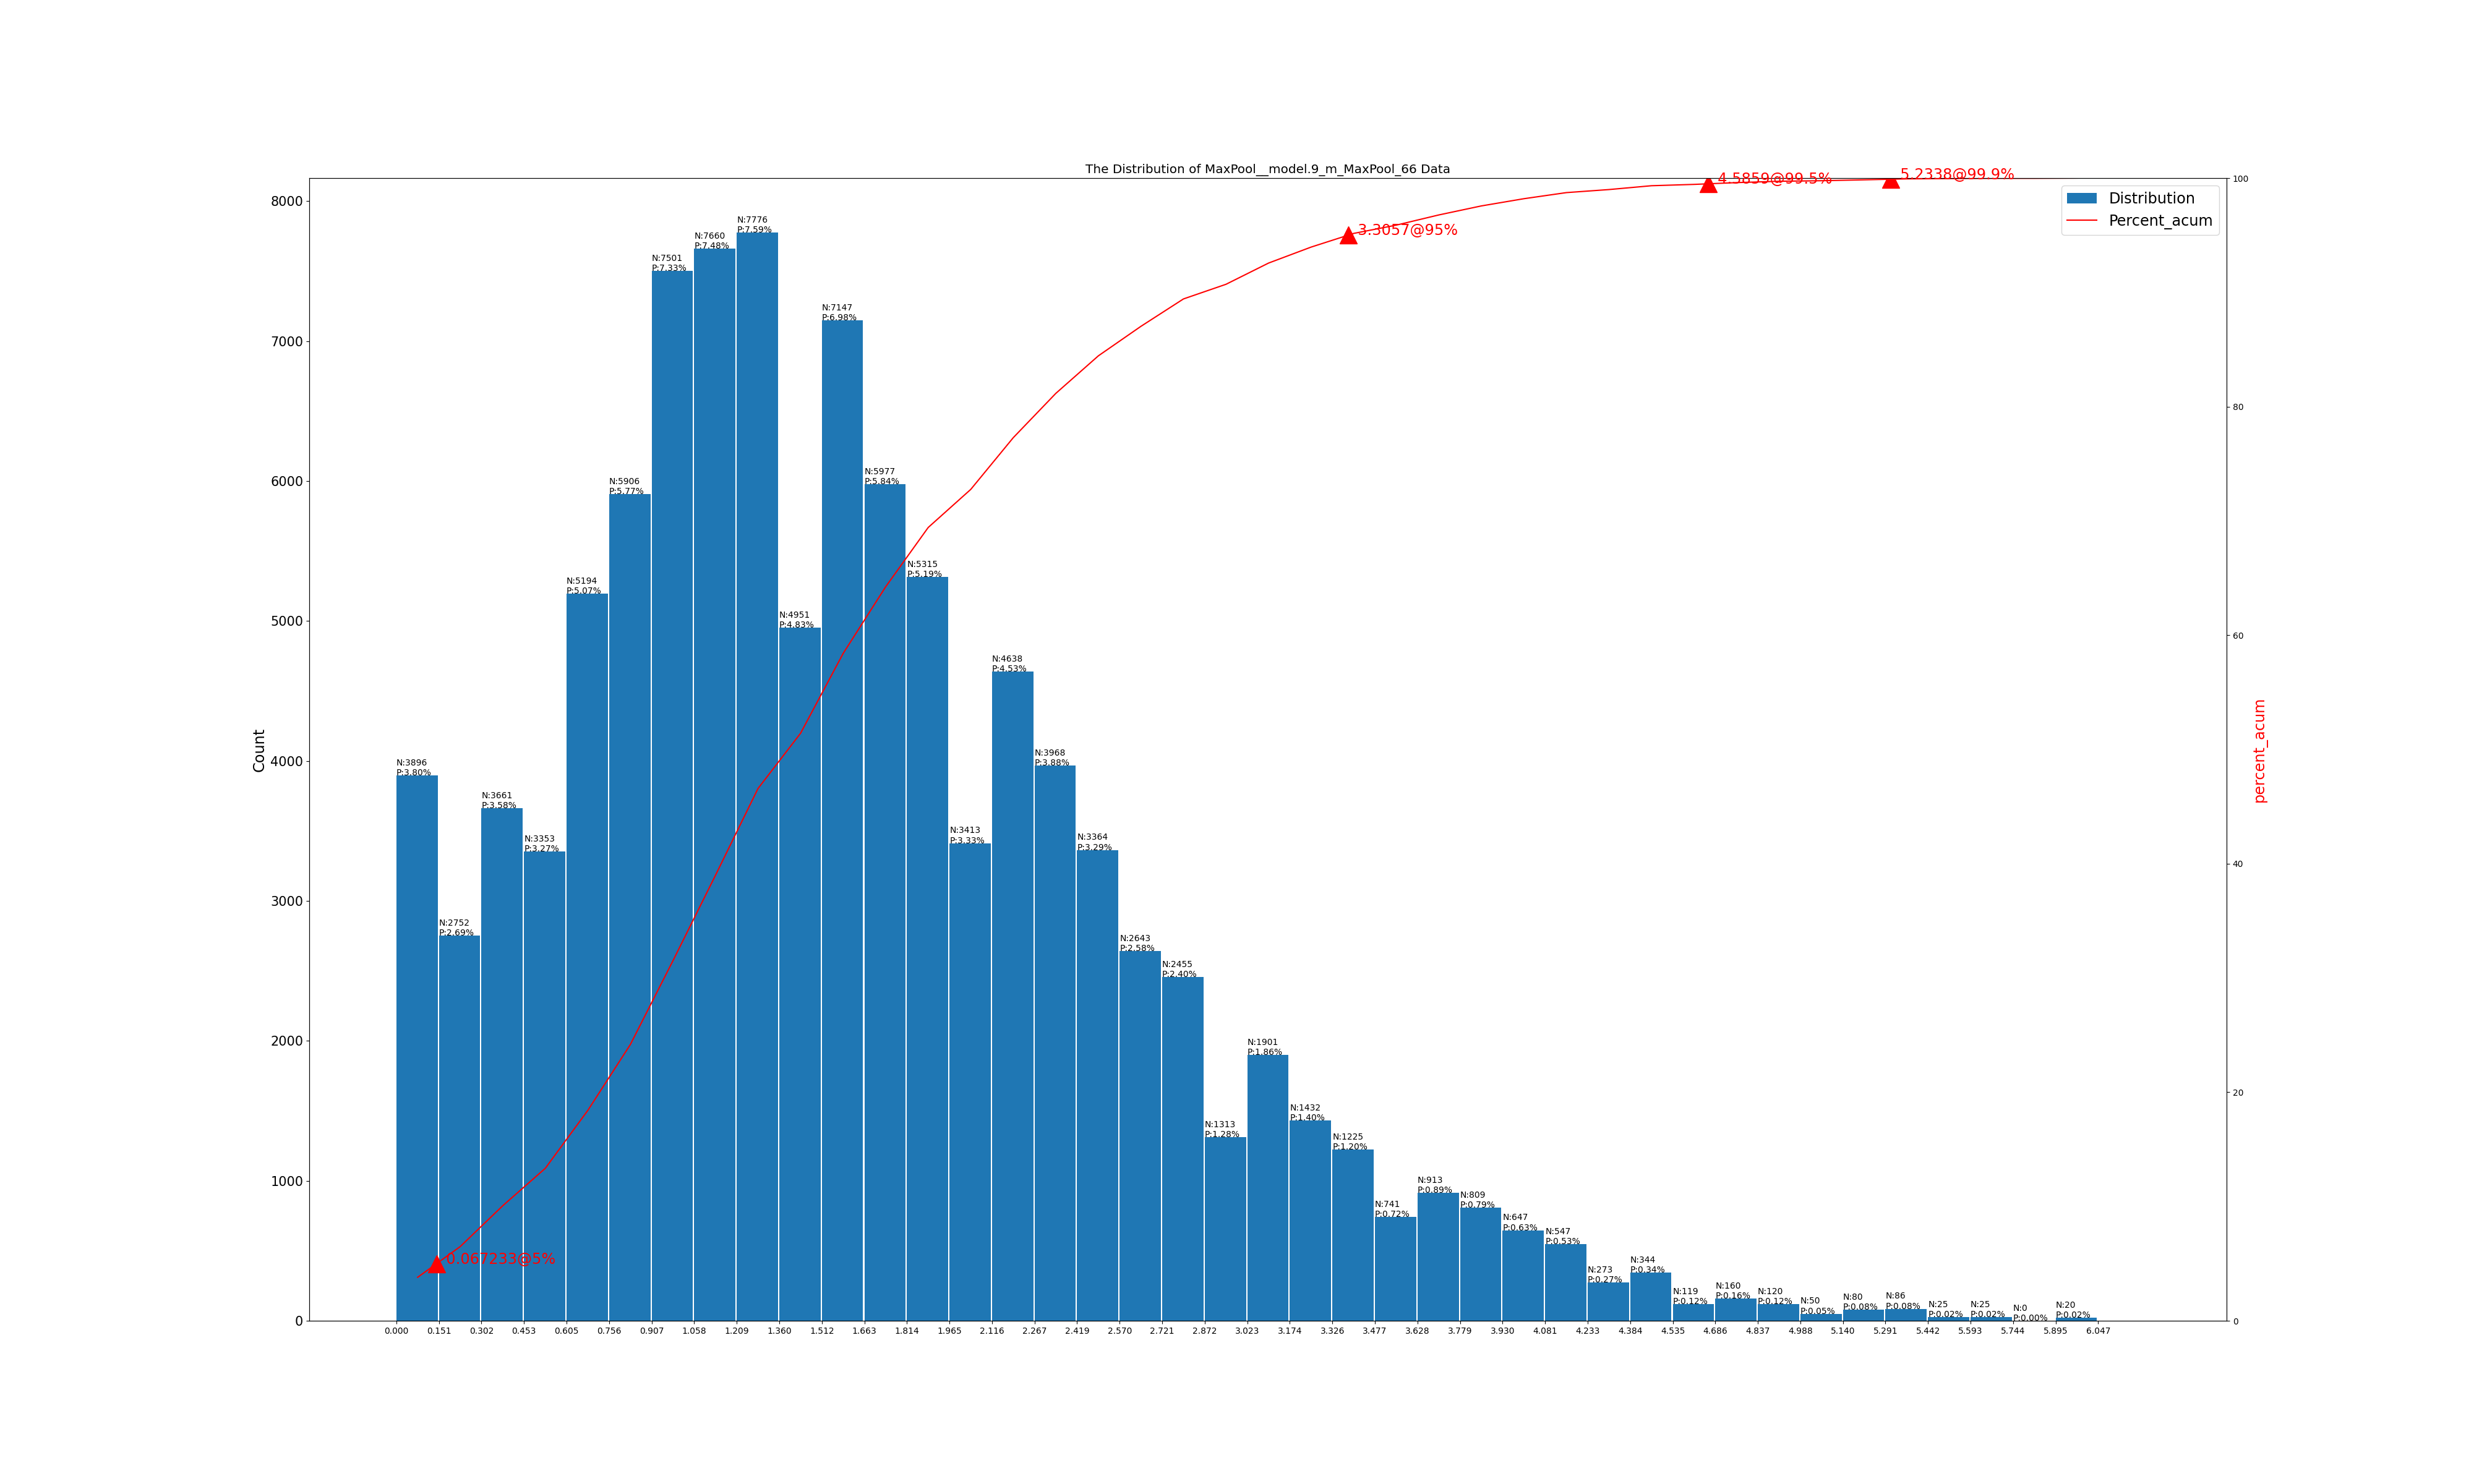 The Distribution of MaxPool__model.9_m_MaxPool_66 Data
4.5859@99.5%
5.2338@99.9%
3.3057@95%
0.067233@5%
Distribution
Percent_acum
Count
8000
7000
6000
5000
4000
3000
2000
1000
0
percent_acum
100
80
60
40
20
0
N:3896
P:3.80%
N:2752
P:2.69%
N:3661
P:3.58%
N:3353
P:3.27%
N:5194
P:5.07%
N:5906
P:5.77%
N:7501
P:7.33%
N:7660
P:7.48%
N:7776
P:7.59%
N:4951
P:4.83%
N:7147
P:6.98%
N:5977
P:5.84%
N:5315
P:5.19%
N:3413
P:3.33%
N:4638
P:4.53%
N:3968
P:3.88%
N:3364
P:3.29%
N:2643
P:2.58%
N:2455
P:2.40%
N:1313
P:1.28%
N:1901
P:1.86%
N:1432
P:1.40%
N:1225
P:1.20%
N:741
P:0.72%
N:913
P:0.89%
N:809
P:0.79%
N:647
P:0.63%
N:547
P:0.53%
N:273
P:0.27%
N:344
P:0.34%
N:119
P:0.12%
N:160
P:0.16%
N:120
P:0.12%
N:50
P:0.05%
N:80
P:0.08%
N:86
P:0.08%
N:25
P:0.02%
N:25
P:0.02%
N:0
P:0.00%
N:20
P:0.02%
0.000 0.151 0.302 0.453 0.605 0.756 0.907 1.058 1.209 1.360 1.512 1.663 1.814 1.965 2.116 2.267 2.419 2.570 2.721 2.872 3.023 3.174 3.326 3.477 3.628 3.779 3.930 4.081 4.233 4.384 4.535 4.686 4.837 4.988 5.140 5.291 5.442 5.593 5.744 5.895 6.047